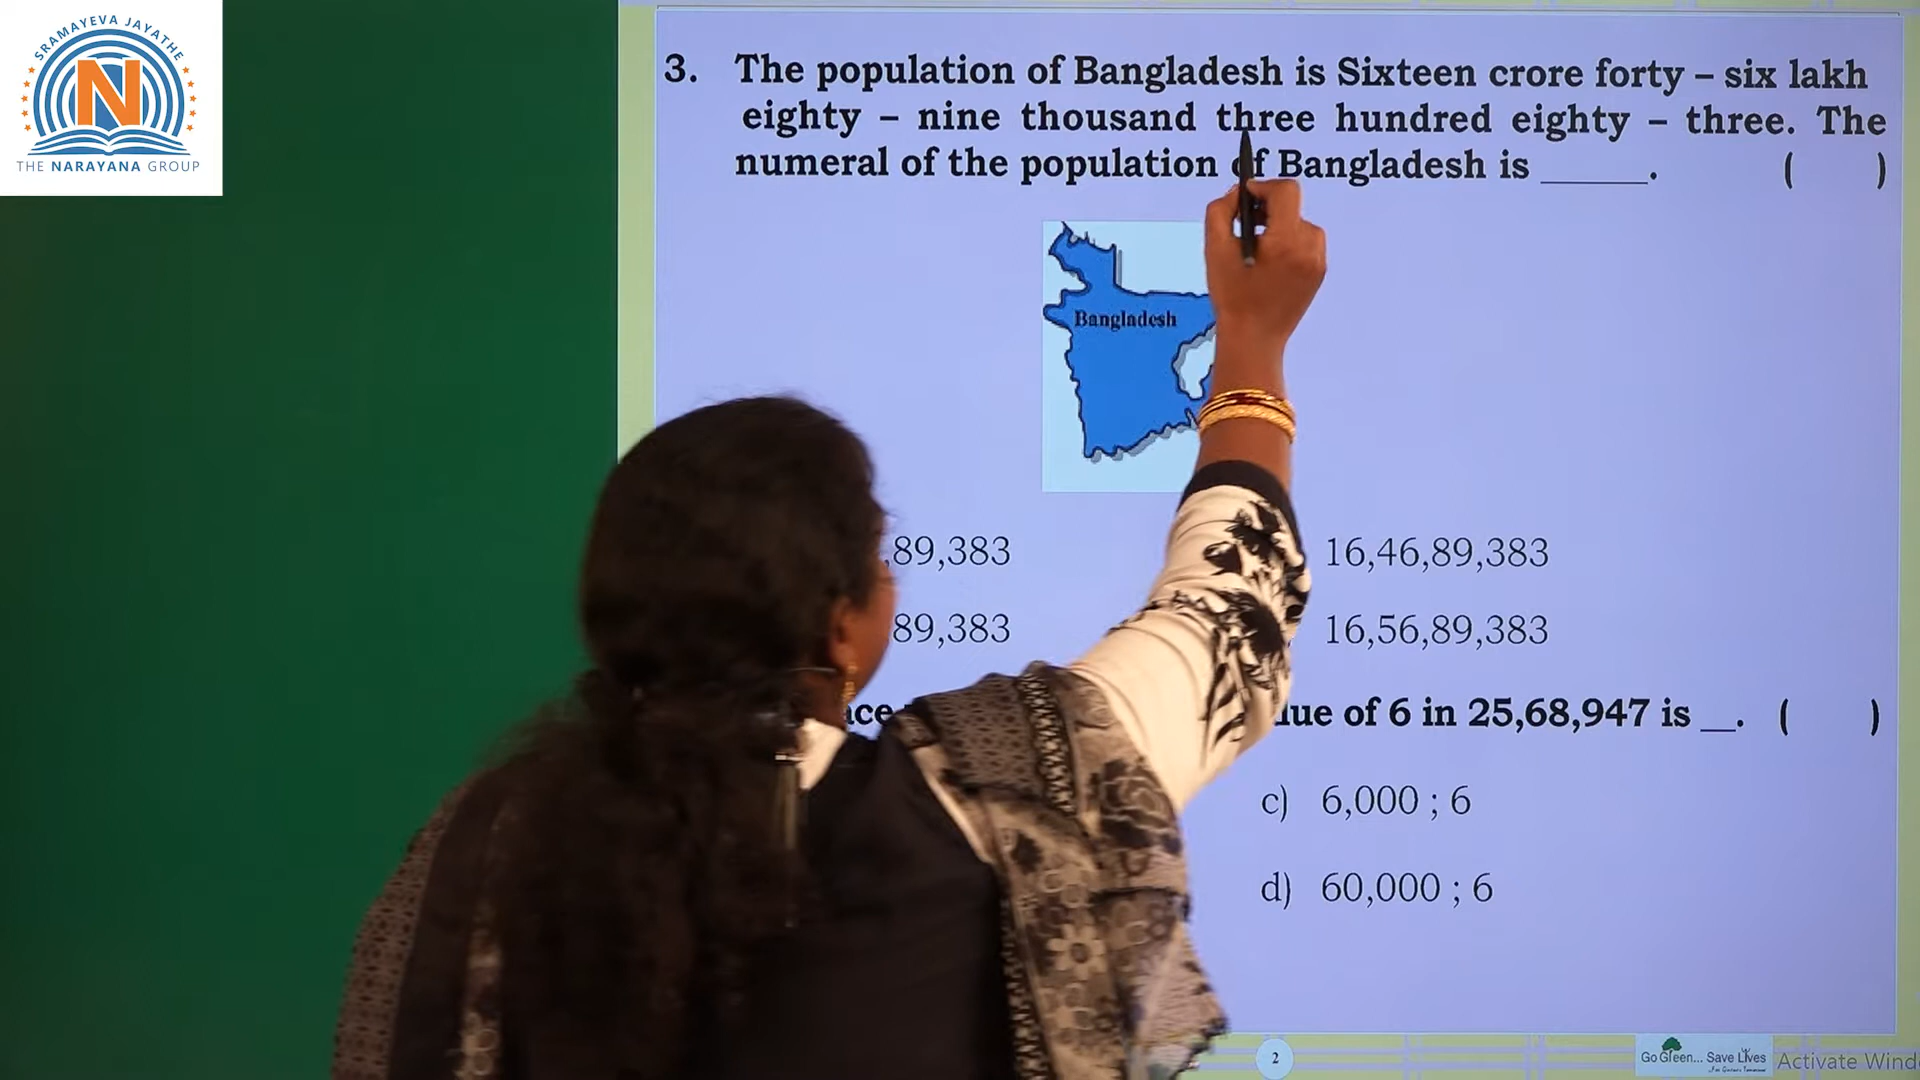 SRAMAYEVA JAYATHE
N
THE NARAYANA GROUP
3. The population of Bangladesh is Sixteen crore forty – six lakh
eighty – nine thousand three hundred eighty – three. The
numeral of the population of Bangladesh is ______. ( )
Bangladesh
,89,383 16,46,89,383
89,383 16,56,89,383
of 6 in 25,68,947 is __. ( )
c) 6,000 ; 6
d) 60,000 ; 6
2
Go Green... Save Lives
Activate Wind